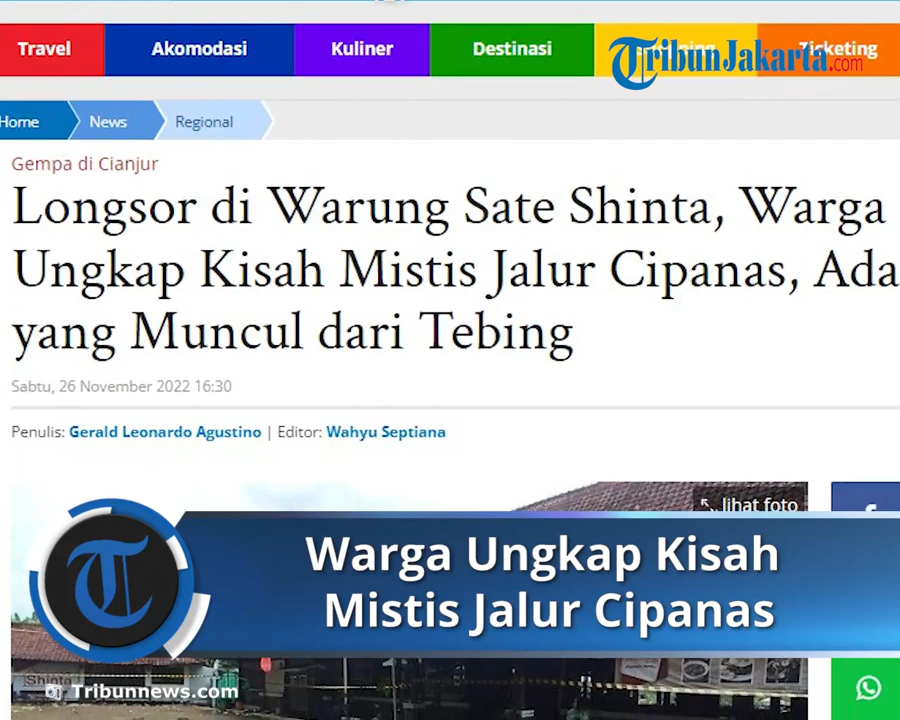 Travel
Akomodasi
Kuliner
Destinasi
Ticketing
TribunJakarta.com
Home
News
Regional
Gempa di Cianjur
Longsor di Warung Sate Shinta, Warga
Ungkap Kisah Mistis Jalur Cipanas, Ada
yang Muncul dari Tebing
Sabtu, 26 November 2022 16:30
Penulis: Gerald Leonardo Agustino | Editor: Wahyu Septiana
lihat foto
Warga Ungkap Kisah
Mistis Jalur Cipanas
Shinta
Tribunnews.com